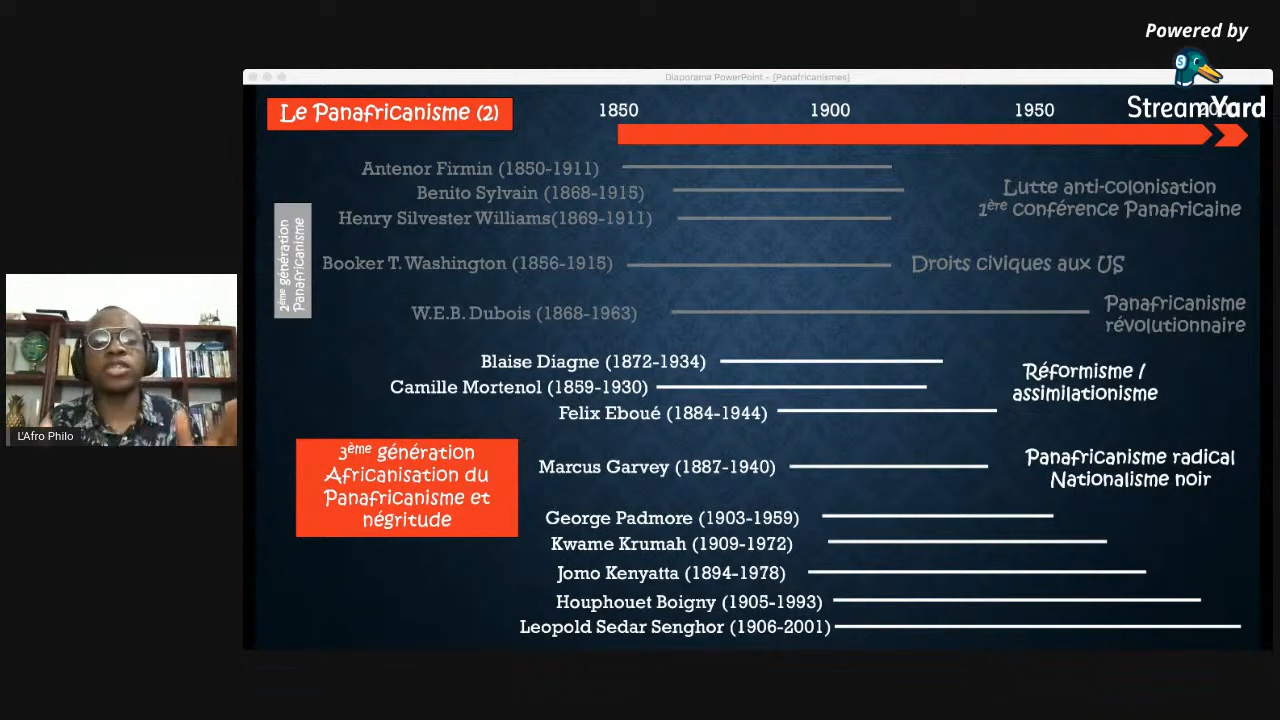 Powered by
StreamYard
Diaporama PowerPoint - [Panafricanismes]
Le Panafricanisme (2)
1850 1900 1950
Antenor Firmin (1850-1911)
Benito Sylvain (1868-1915)
Henry Silvester Williams(1869-1911)
Lutte anti-colonisation
1ère conférence Panafricaine
2ème génération
Panafricanisme
Booker T. Washington (1856-1915)
Droits civiques aux US
W.E.B. Dubois (1868-1963)
Panafricanisme
révolutionnaire
Blaise Diagne (1872-1934)
Camille Mortenol (1859-1930)
Felix Eboué (1884-1944)
Réformisme /
assimilationisme
L'Afro Philo
3ème génération
Africanisation du
Panafricanisme et
négritude
Marcus Garvey (1887-1940)
Panafricanisme radical
Nationalisme noir
George Padmore (1903-1959)
Kwame Krumah (1909-1972)
Jomo Kenyatta (1894-1978)
Houphouet Boigny (1905-1993)
Leopold Sedar Senghor (1906-2001)